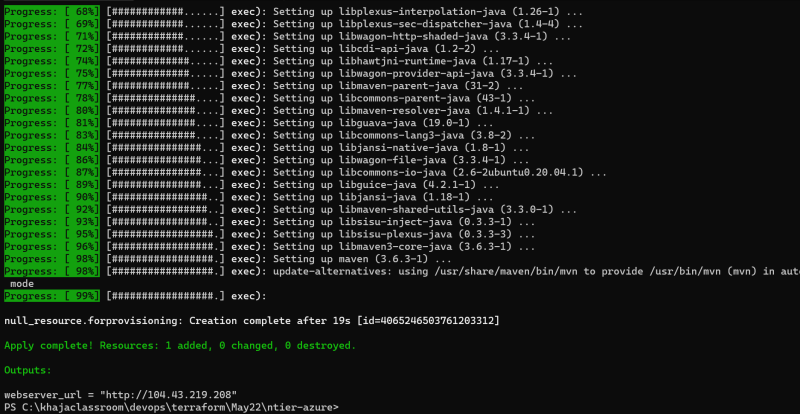 Progress: [ 68%] [############......] exec): Setting up libplexus-interpolation-java (1.26-1) ...
Progress: [ 69%] [############......] exec): Setting up libplexus-sec-dispatcher-java (1.4-4) ...
Progress: [ 71%] [############......] exec): Setting up libwagon-http-shaded-java (3.3.4-1) ...
Progress: [ 72%] [############......] exec): Setting up libcdi-api-java (1.2-2) ...
Progress: [ 74%] [#############.....] exec): Setting up libhawtjni-runtime-java (1.17-1) ...
Progress: [ 75%] [#############.....] exec): Setting up libwagon-provider-api-java (3.3.4-1) ...
Progress: [ 77%] [#############.....] exec): Setting up libmaven-parent-java (31-2) ...
Progress: [ 78%] [##############....] exec): Setting up libcommons-parent-java (43-1) ...
Progress: [ 80%] [##############....] exec): Setting up libmaven-resolver-java (1.4.1-1) ...
Progress: [ 81%] [##############....] exec): Setting up libguava-java (19.0-1) ...
Progress: [ 83%] [##############....] exec): Setting up libcommons-lang3-java (3.8-2) ...
Progress: [ 84%] [###############...] exec): Setting up libjansi-native-java (1.8-1) ...
Progress: [ 86%] [###############...] exec): Setting up libwagon-file-java (3.3.4-1) ...
Progress: [ 87%] [###############...] exec): Setting up libcommons-io-java (2.6-2ubuntu0.20.04.1) ...
Progress: [ 89%] [###############...] exec): Setting up libguice-java (4.2.1-1) ...
Progress: [ 90%] [################..] exec): Setting up libjansi-java (1.18-1) ...
Progress: [ 92%] [################..] exec): Setting up libmaven-shared-utils-java (3.3.0-1) ...
Progress: [ 93%] [################..] exec): Setting up libsisu-inject-java (0.3.3-1) ...
Progress: [ 95%] [#################.] exec): Setting up libsisu-plexus-java (0.3.3-3) ...
Progress: [ 96%] [#################.] exec): Setting up libmaven3-core-java (3.6.3-1) ...
Progress: [ 98%] [#################.] exec): Setting up maven (3.6.3-1) ...
Progress: [ 98%] [#################.] exec): update-alternatives: using /usr/share/maven/bin/mvn to provide /usr/bin/mvn (mvn) in aut
mode
Progress: [ 99%] [#################.] exec):
null_resource.forprovisioning: Creation complete after 19s [id=4065246503761203312]
Apply complete! Resources: 1 added, 0 changed, 0 destroyed.
Outputs:
webserver_url = "http://104.43.219.208"
PS C:\khajaclassroom\devops\terraform\May22\ntier-azure>